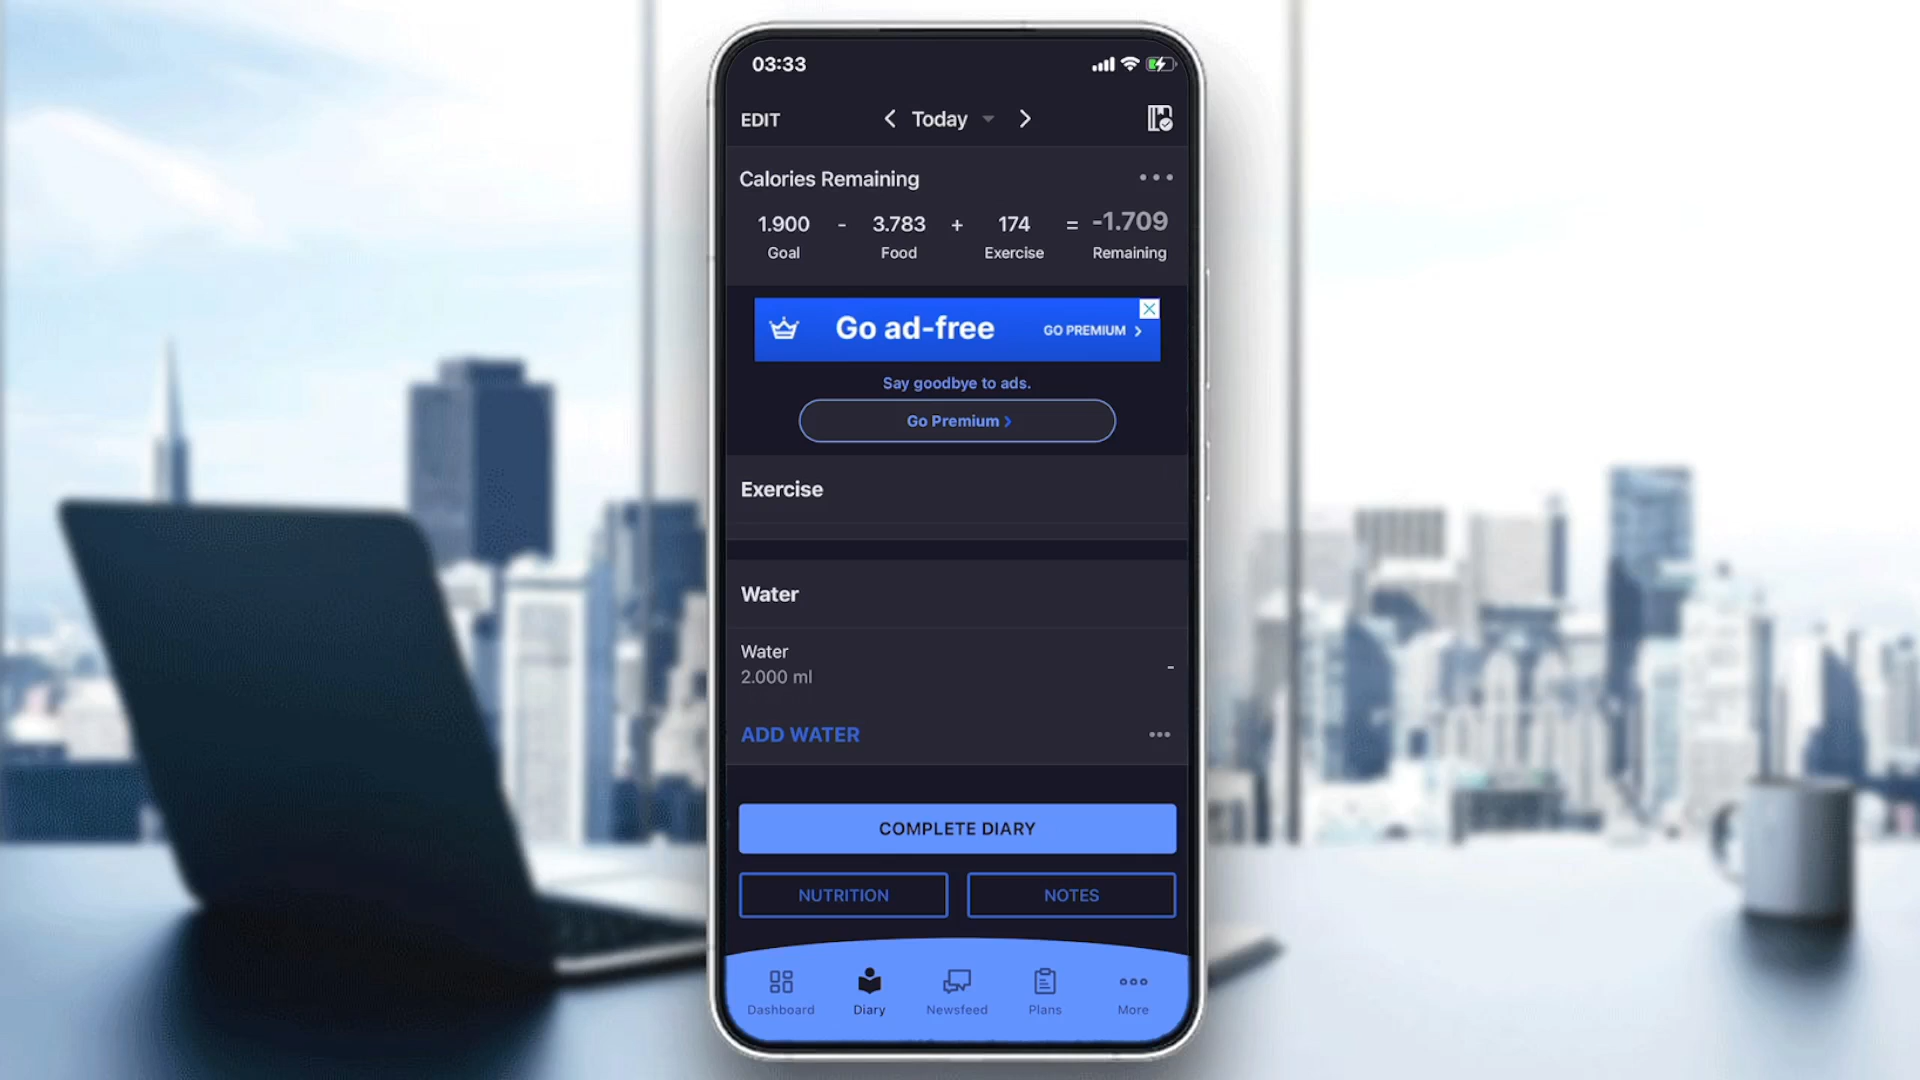 03:33
EDIT
Today
Calories Remaining
1.900 - 3.783 + 174 = -1.709
Goal Food Exercise Remaining
Go ad-free GO PREMIUM >
Say goodbye to ads.
Go Premium >
Exercise
Water
Water
2.000 ml -
ADD WATER
COMPLETE DIARY
NUTRITION NOTES
Dashboard Diary Newsfeed Plans More